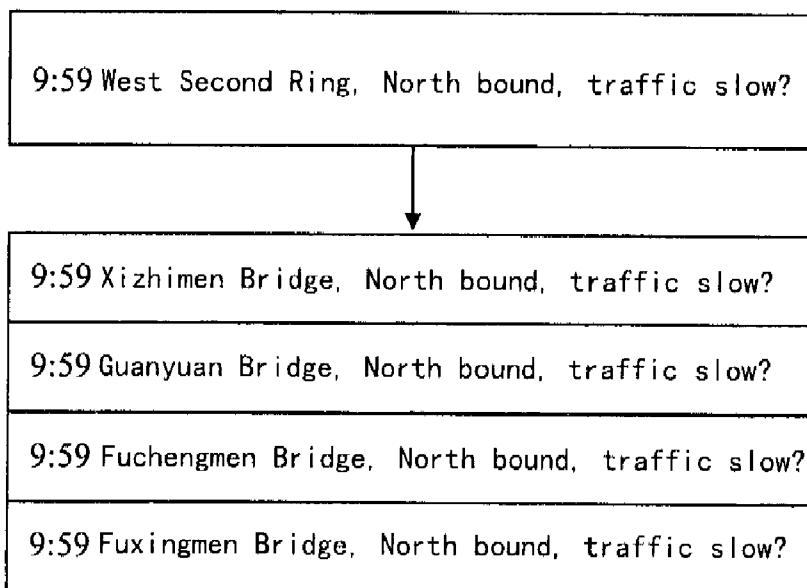 9:59 West Second Ring, North bound, traffic slow?
9:59 Xizhimen Bridge, North bound, traffic slow?
9:59 Guanyuan Bridge, North bound, traffic slow?
9:59 Fuchengmen Bridge, North bound, traffic slow?
9:59 Fuxingmen Bridge, North bound, traffic slow?